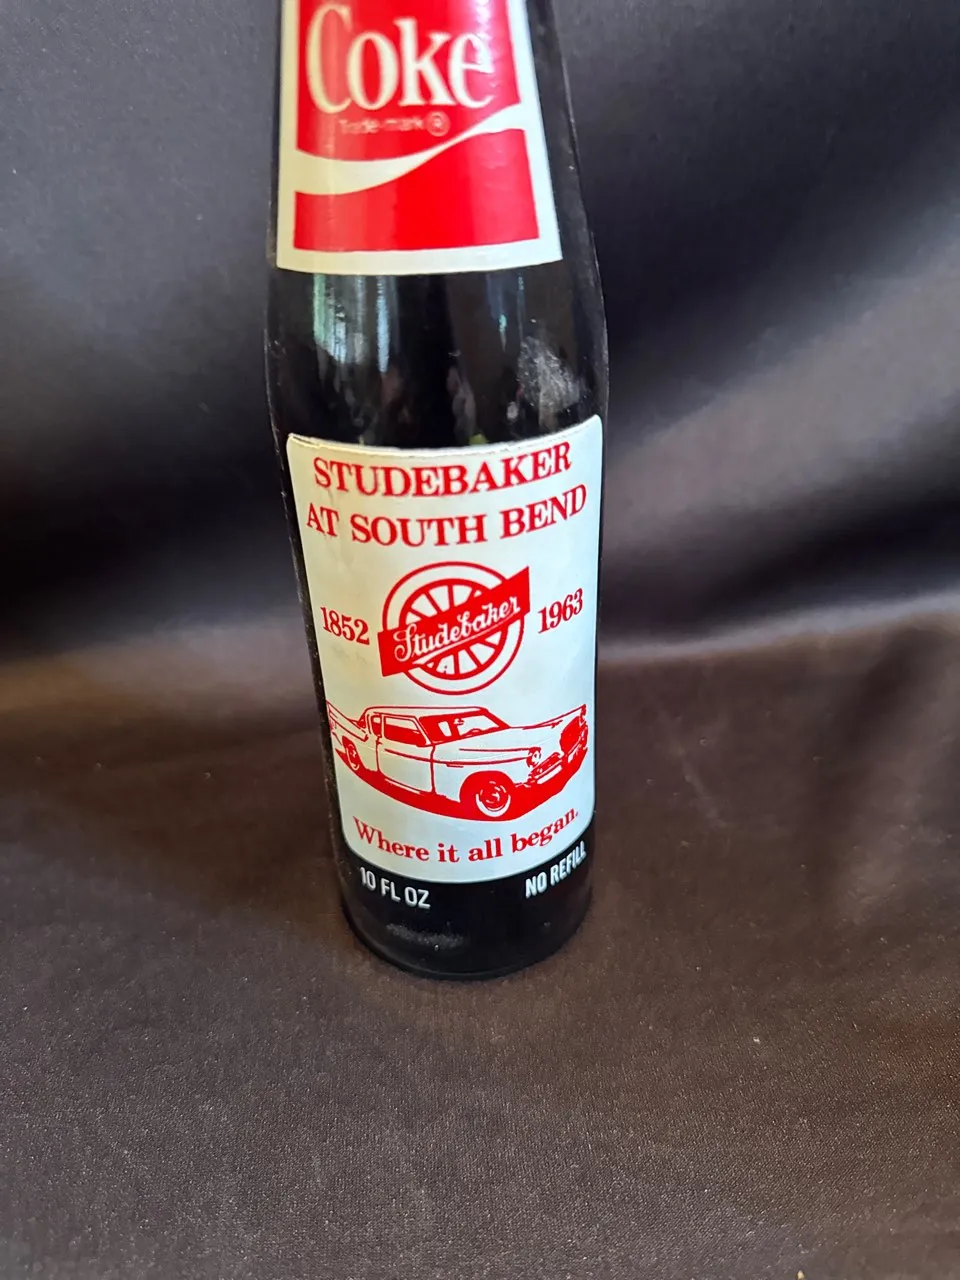 Coke
Trade-mark ®
STUDEBAKER
AT SOUTH BEND
1852 Studebaker 1963
Where it all began.
10 FL OZ NO REFILL